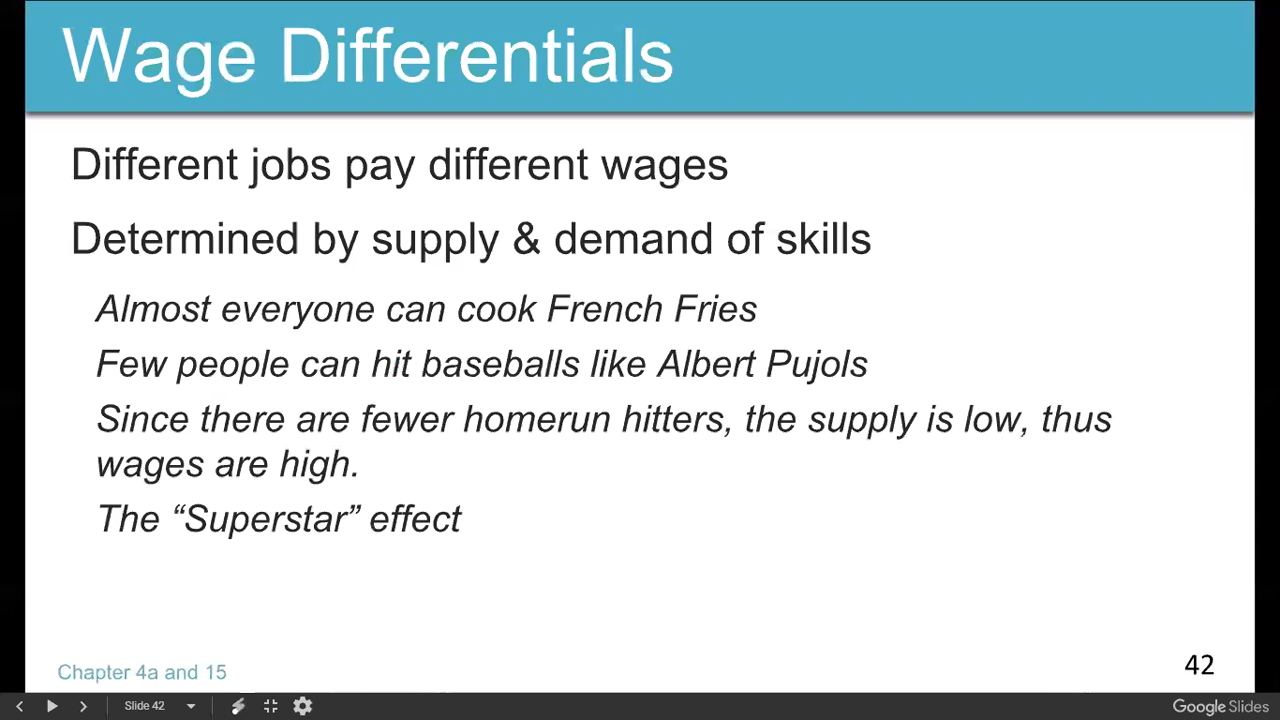 Wage Differentials
Different jobs pay different wages
Determined by supply & demand of skills
Almost everyone can cook French Fries
Few people can hit baseballs like Albert Pujols
Since there are fewer homerun hitters, the supply is low, thus
wages are high.
The “Superstar” effect
Chapter 4a and 15
42
Slide 42
Google Slides